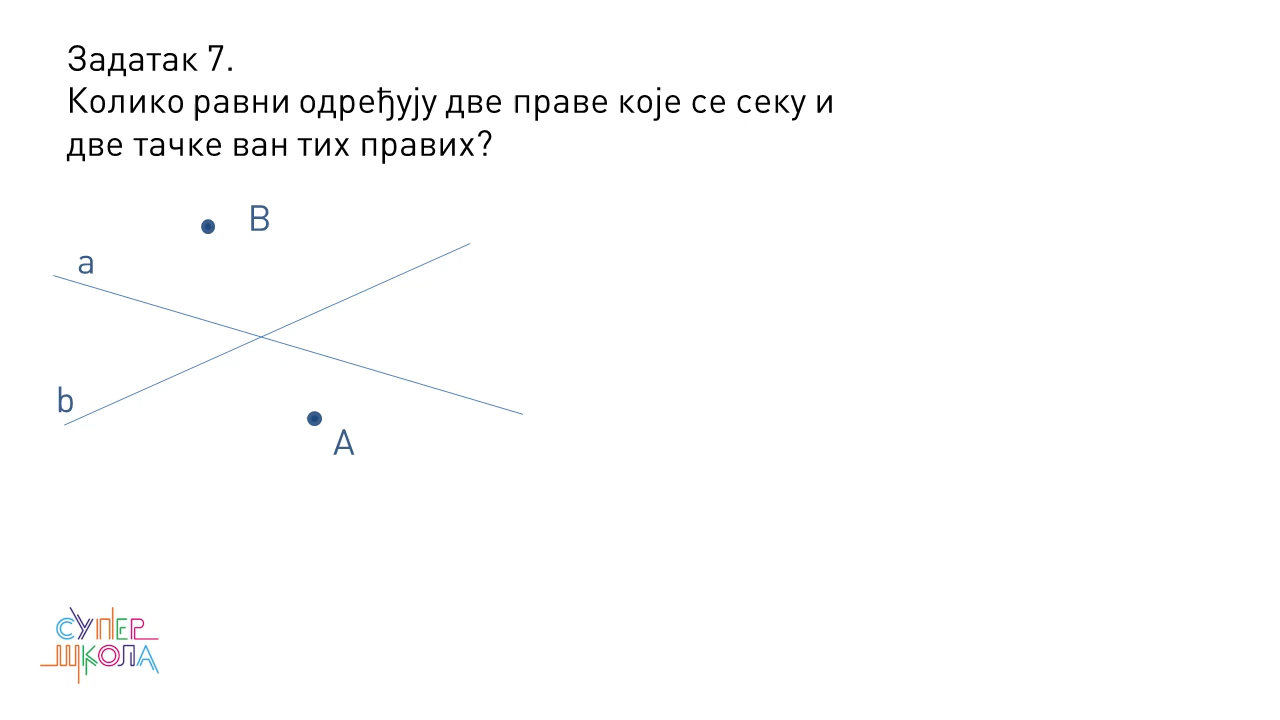 Задатак 7.
Колико равни одређују две праве које се секу и
две тачке ван тих правих?
B
a
b
A
СУПЕР
ШКОЛА